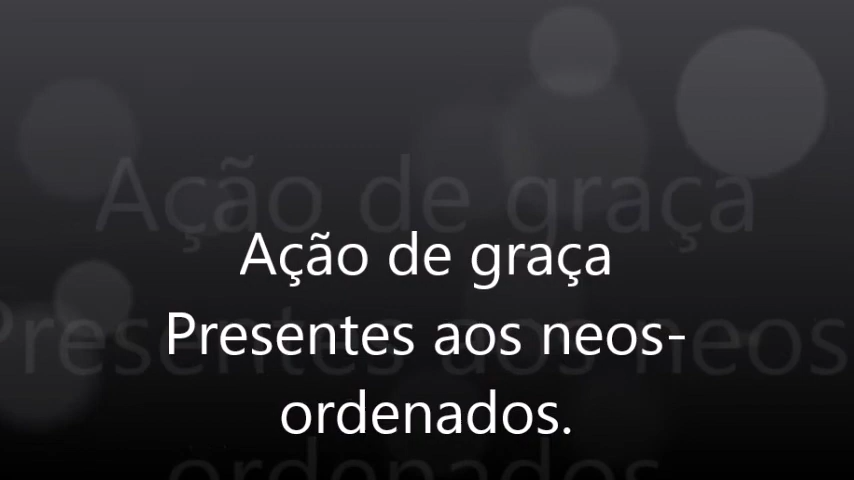 Ação de graça
Presentes aos neos-
ordenados.